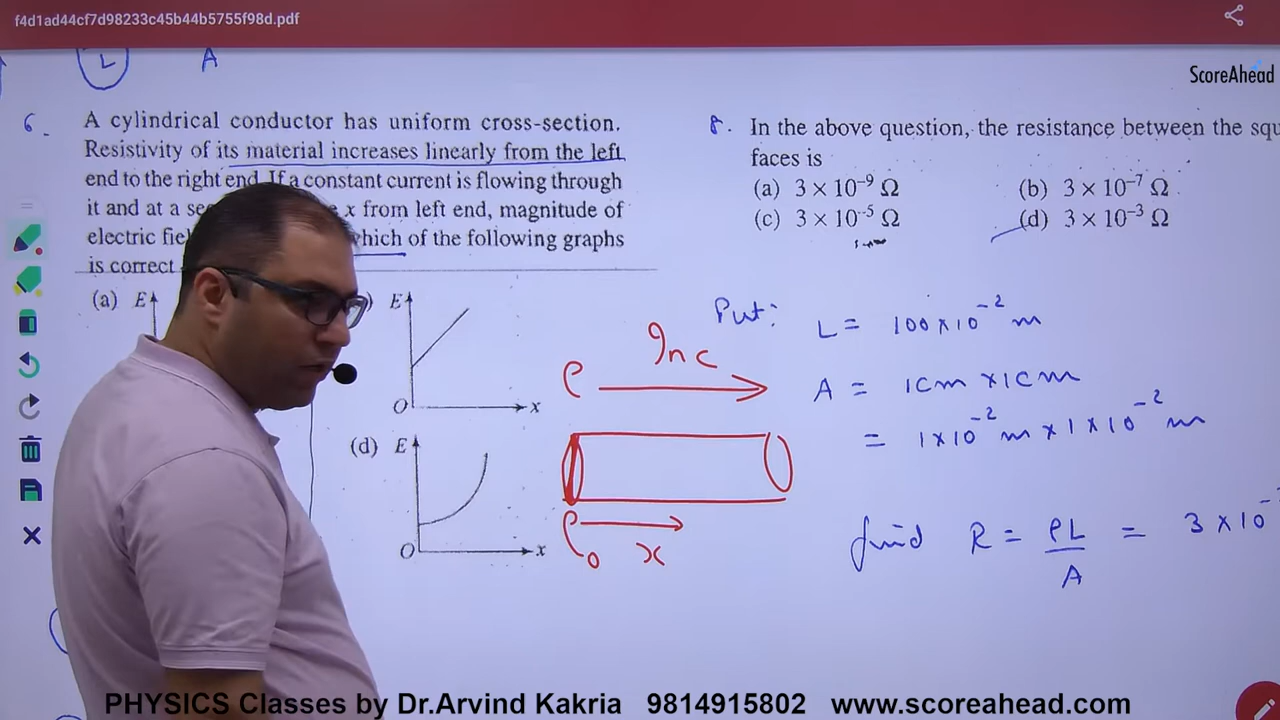 f4d1ad44cf7d98233c45b44b5755f98d.pdf
ScoreAhead
L A
6.
A cylindrical conductor has uniform cross-section.
Resistivity of its material increases linearly from the left
end to the right end. If a constant current is flowing through
it and at a x from left end, magnitude of
electric which of the following graphs
is correct
(a) E
E
O x
(d) E
O x
8. In the above question, the resistance between the
faces is
(a) 3 × 10⁻⁹ Ω
(b) 3 × 10⁻⁷ Ω
(c) 3 × 10⁻⁵ Ω
(d) 3 × 10⁻³ Ω
Put:
L = 100×10⁻² m
A = 1cm × 1cm
= 1×10⁻² m × 1×10⁻² m
find R = ρL/A = 3 × 10⁻
ρ Inc
ρ₀ x
PHYSICS Classes by Dr.Arvind Kakria 9814915802 www.scoreahead.com